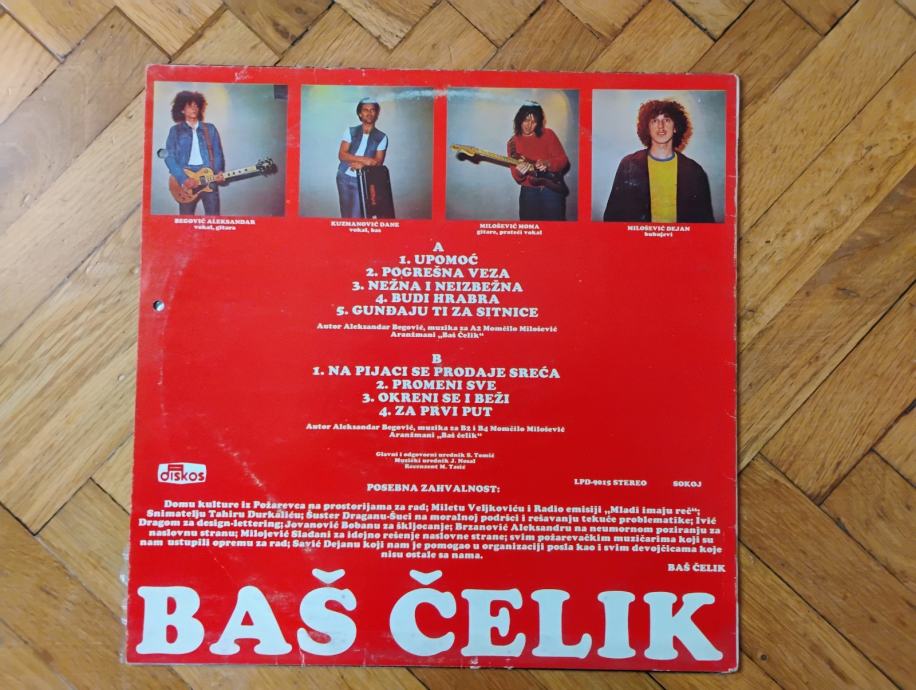 BEGOVIĆ ALEKSANDAR
vokal, gitara
KUZMANOVIĆ DANE
vokal, bas
MILOŠEVIĆ MOMA
gitara, prateći vokal
MILOŠEVIĆ DEJAN
bubnjevi
A
1. UPOMOĆ
2. POGREŠNA VEZA
3. NEŽNA I NEIZBEŽNA
4. BUDI HRABRA
5. GUNĐAJU TI ZA SITNICE
Autor Aleksandar Begović, muzika za A2 Momčilo Milošević
Aranžmani „Baš Čelik“
B
1. NA PIJACI SE PRODAJE SREĆA
2. PROMENI SVE
3. OKRENI SE I BEŽI
4. ZA PRVI PUT
Autor Aleksandar Begović, muzika za B2 i B4 Momčilo Milošević
Aranžmani „Baš čelik“
Glavni i odgovorni urednik S. Tomić
Muzički urednik J. Nosal
Recenzent M. Tasić
diskos
POSEBNA ZAHVALNOST:
LPD-9015 STEREO SOKOJ
Domu kulture iz Požarevca na prostorijama za rad; Miletu Veljkoviću i Radio emisiji „Mladi imaju reč“;
Snimatelju Tahiru Durkaliću; Šuster Draganu-Šuci na moralnoj podršci i rešavanju tekuće problematike; Ivić
Dragom za design-lettering; Jovanović Bobanu za škljocanje; Brzanović Aleksandru na neumornom poziranju za
naslovnu stranu; Milojević Slađani za idejno rešenje naslovne strane; svim požarevačkim muzičarima koji su
nam ustupili opremu za rad; Savić Dejanu koji nam je pomogao u organizaciji posla kao i svim devojčicama koje
nisu ostale sa nama.
BAŠ ČELIK
BAŠ ČELIK